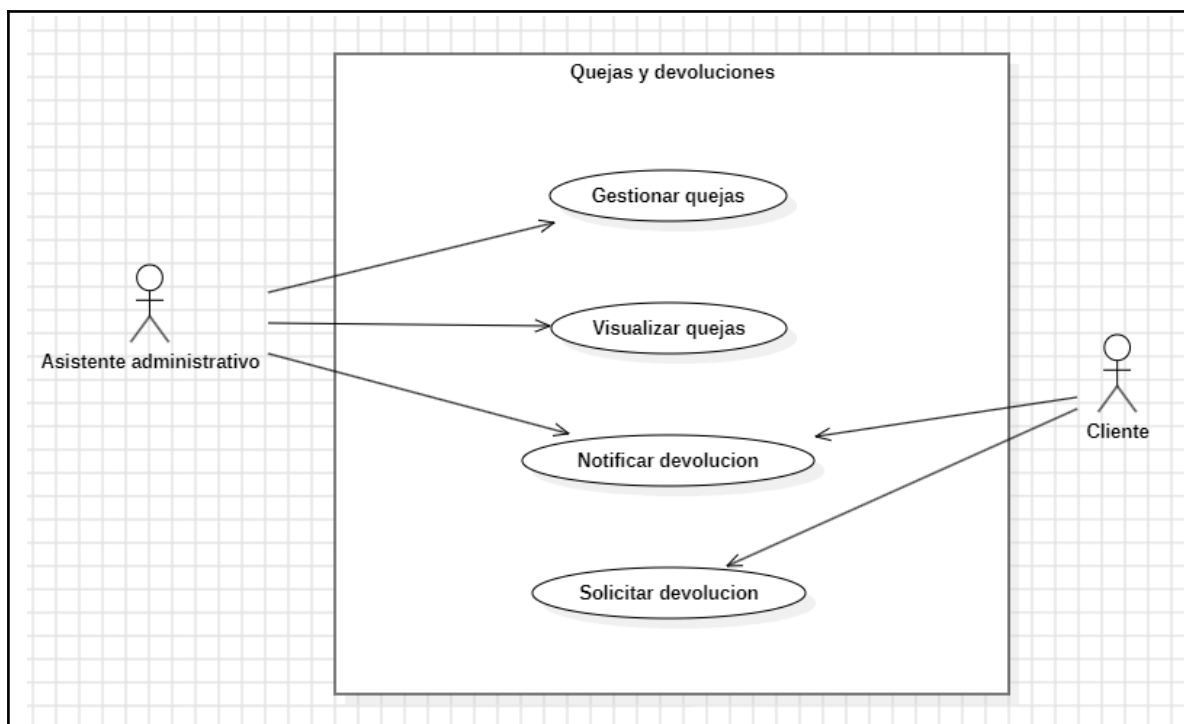 Quejas y devoluciones
Gestionar quejas
Visualizar quejas
Asistente administrativo
Cliente
Notificar devolucion
Solicitar devolucion